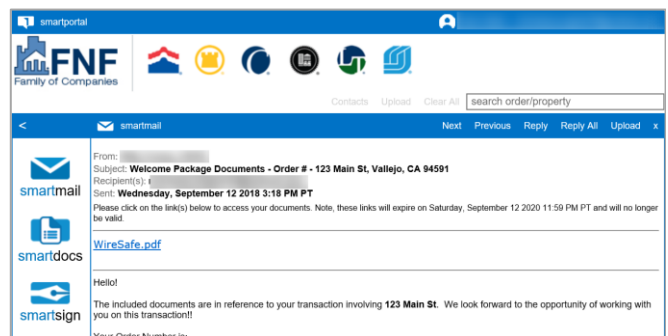 smartportal
FNF
Family of Companies
Contacts Upload Clear All search order/property
< smartmail Next Previous Reply Reply All Upload x
From:
Subject: Welcome Package Documents - Order # - 123 Main St, Vallejo, CA 94591
Recipient(s):
Sent: Wednesday, September 12 2018 3:18 PM PT
Please click on the link(s) below to access your documents. Note, these links will expire on Saturday, September 12 2020 11:59 PM PT and will no longer
be valid.
WireSafe.pdf
Hello!
The included documents are in reference to your transaction involving 123 Main St. We look forward to the opportunity of working with
you on this transaction!!
Your Order Number is:
smartmail
smartdocs
smartsign